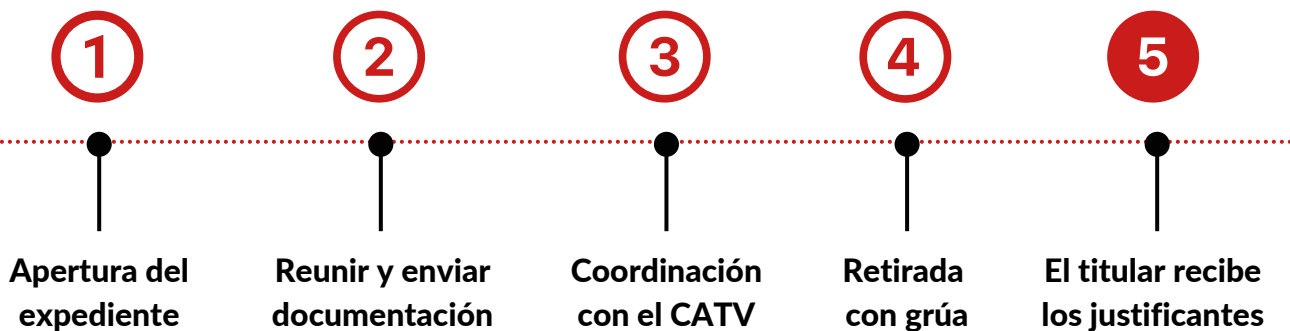 1
2
3
4
5
Apertura del
expediente
Reunir y enviar
documentación
Coordinación
con el CATV
Retirada
con grúa
El titular recibe
los justificantes